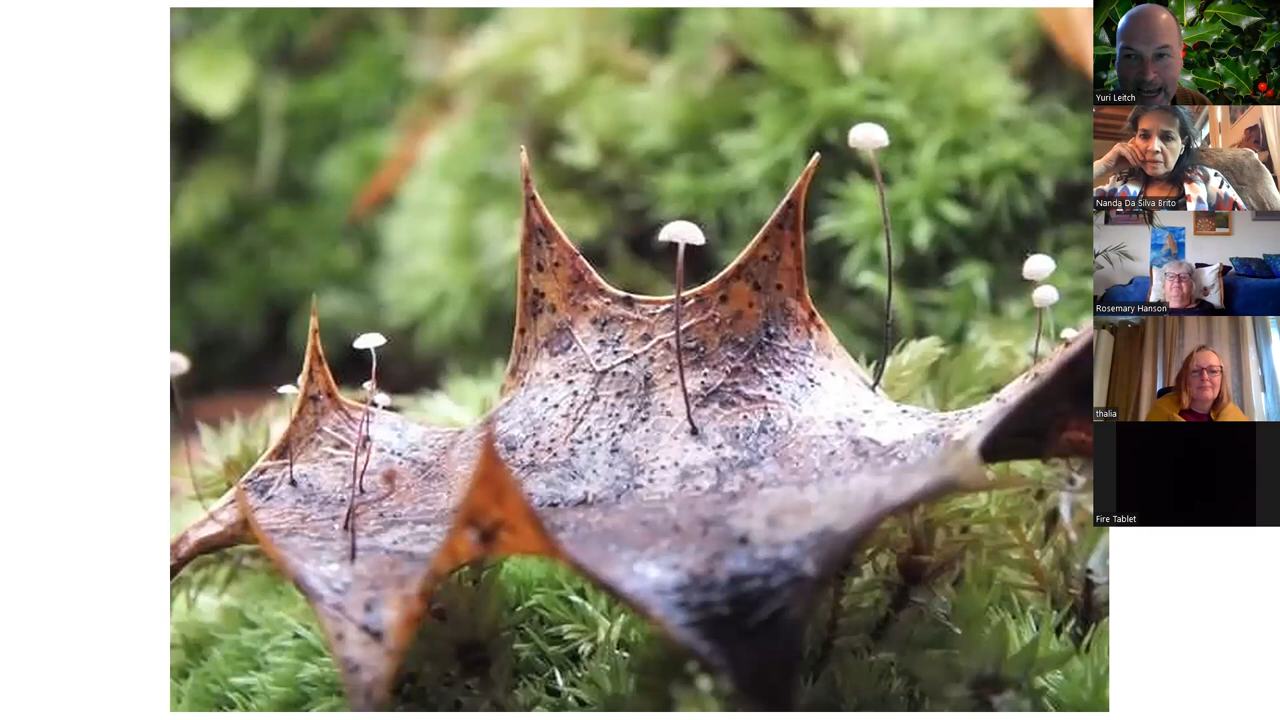 Yuri Leitch
Nanda Da Silva Brito
Rosemary Hanson
thalia
Fire Tablet